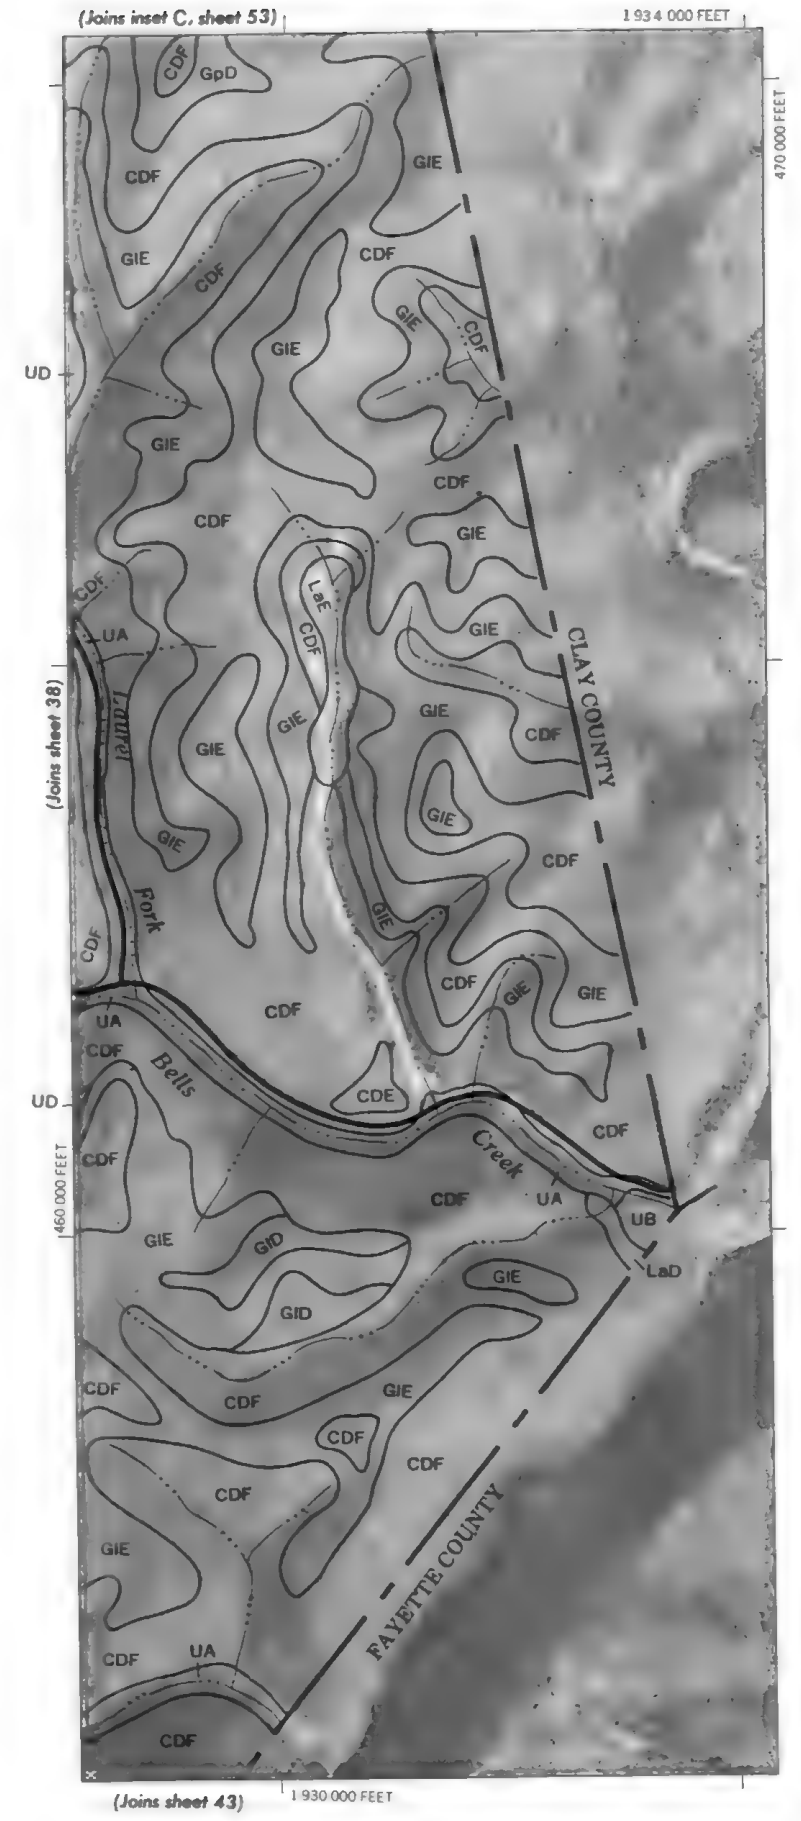 (Joins inset C, sheet 53)
1 934 000 FEET
CDF
GpD
470 000 FEET
CDF
GIE
GIE
CDF
CDF
GIE
CDF
GIE
UD
GIE
CDF
CDF
GIE
LaE
CDF
UA
CDF
GIE
CLAY COUNTY
(Joins sheet 38)
Laurel
GIE
GIE
GIE
CDF
GIE
GIE
CDF
Fork
GIE
CDF
CDF
GIE
GIE
CDF
UA
CDF
Bells
CDE
UD
CDF
CDF
Creek
460 000 FEET
CDF
UA
UB
GIE
GID
LaD
GIE
GID
CDF
CDF
GIE
CDF
CDF
CDF
GIE
FAYETTE COUNTY
CDF
UA
CDF
(Joins sheet 43)
1 930 000 FEET